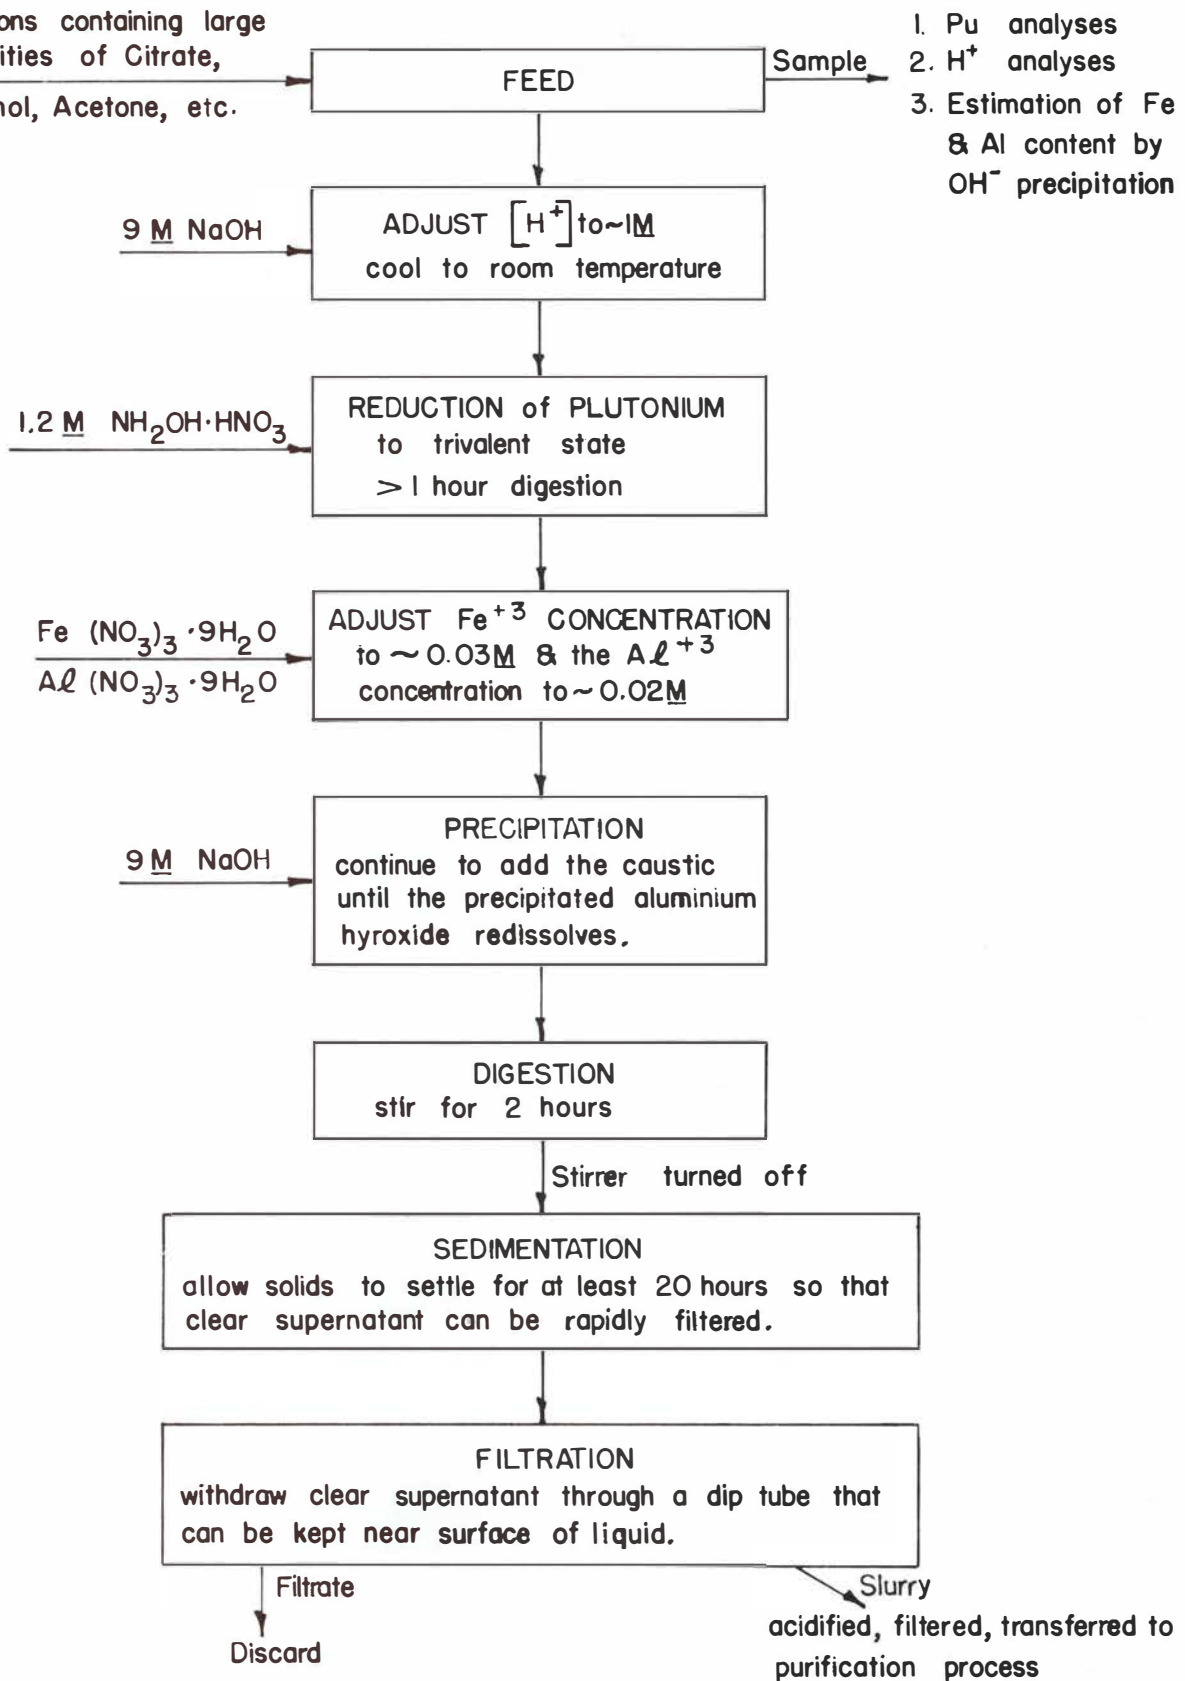 ons containing large
ities of Citrate,
nol, Acetone, etc.
FEED
Sample
1. Pu analyses
2. H⁺ analyses
3. Estimation of Fe
& Al content by
OH⁻ precipitation
9 M NaOH
ADJUST [H⁺] to ~1M
cool to room temperature
1.2 M NH₂OH·HNO₃
REDUCTION of PLUTONIUM
to trivalent state
> 1 hour digestion
Fe (NO₃)₃ ·9H₂O
Aℓ (NO₃)₃ ·9H₂O
ADJUST Fe⁺³ CONCENTRATION
to ~ 0.03M & the Aℓ⁺³
concentration to ~ 0.02M
9 M NaOH
PRECIPITATION
continue to add the caustic
until the precipitated aluminium
hyroxide redissolves.
DIGESTION
stir for 2 hours
Stirrer turned off
SEDIMENTATION
allow solids to settle for at least 20 hours so that
clear supernatant can be rapidly filtered.
FILTRATION
withdraw clear supernatant through a dip tube that
can be kept near surface of liquid.
Filtrate
Discard
Slurry
acidified, filtered, transferred to
purification process